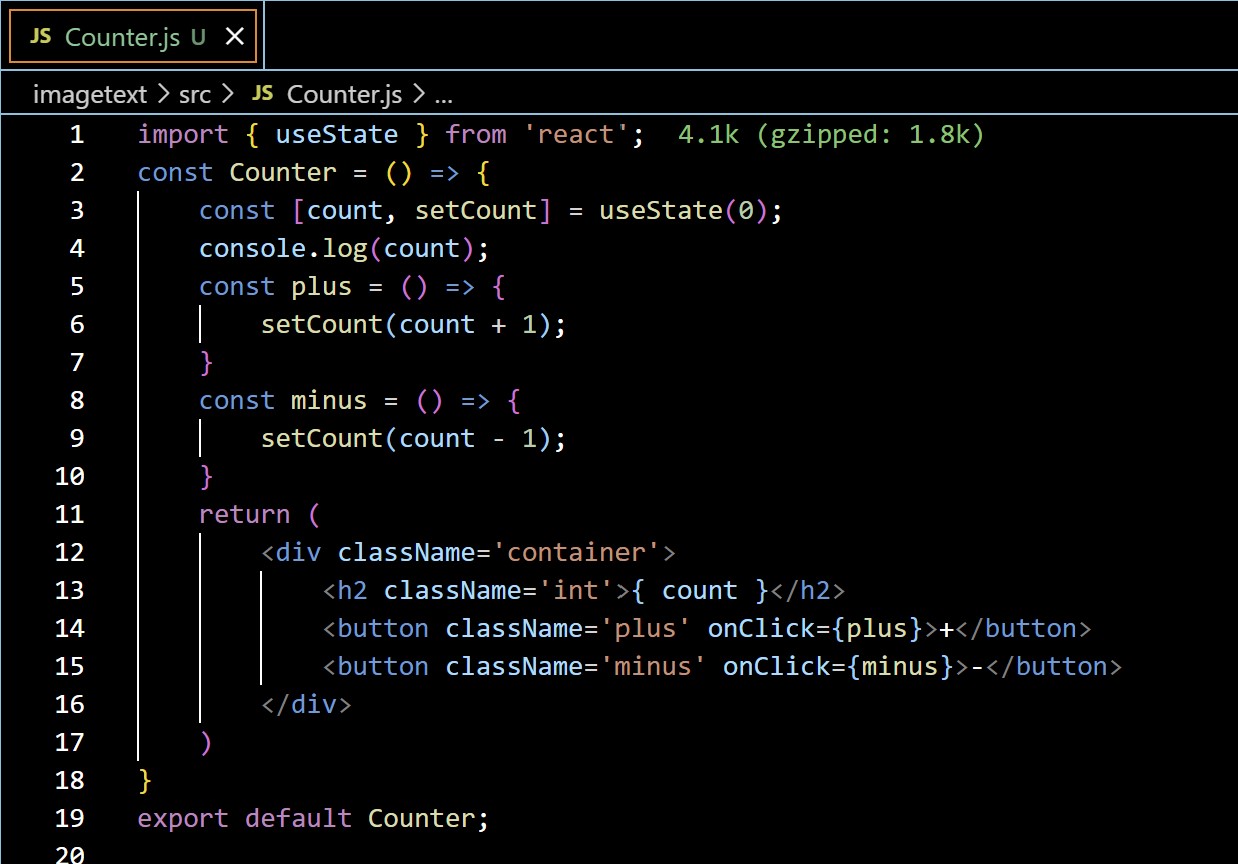 JS Counter.js U ×
imagetext > src > JS Counter.js > ...
1 import { useState } from 'react'; 4.1k (gzipped: 1.8k)
2 const Counter = () => {
3     const [count, setCount] = useState(0);
4     console.log(count);
5     const plus = () => {
6         setCount(count + 1);
7     }
8     const minus = () => {
9         setCount(count - 1);
10     }
11     return (
12         <div className='container'>
13             <h2 className='int'>{ count }</h2>
14             <button className='plus' onClick={plus}>+</button>
15             <button className='minus' onClick={minus}>-</button>
16         </div>
17     )
18 }
19 export default Counter;
20